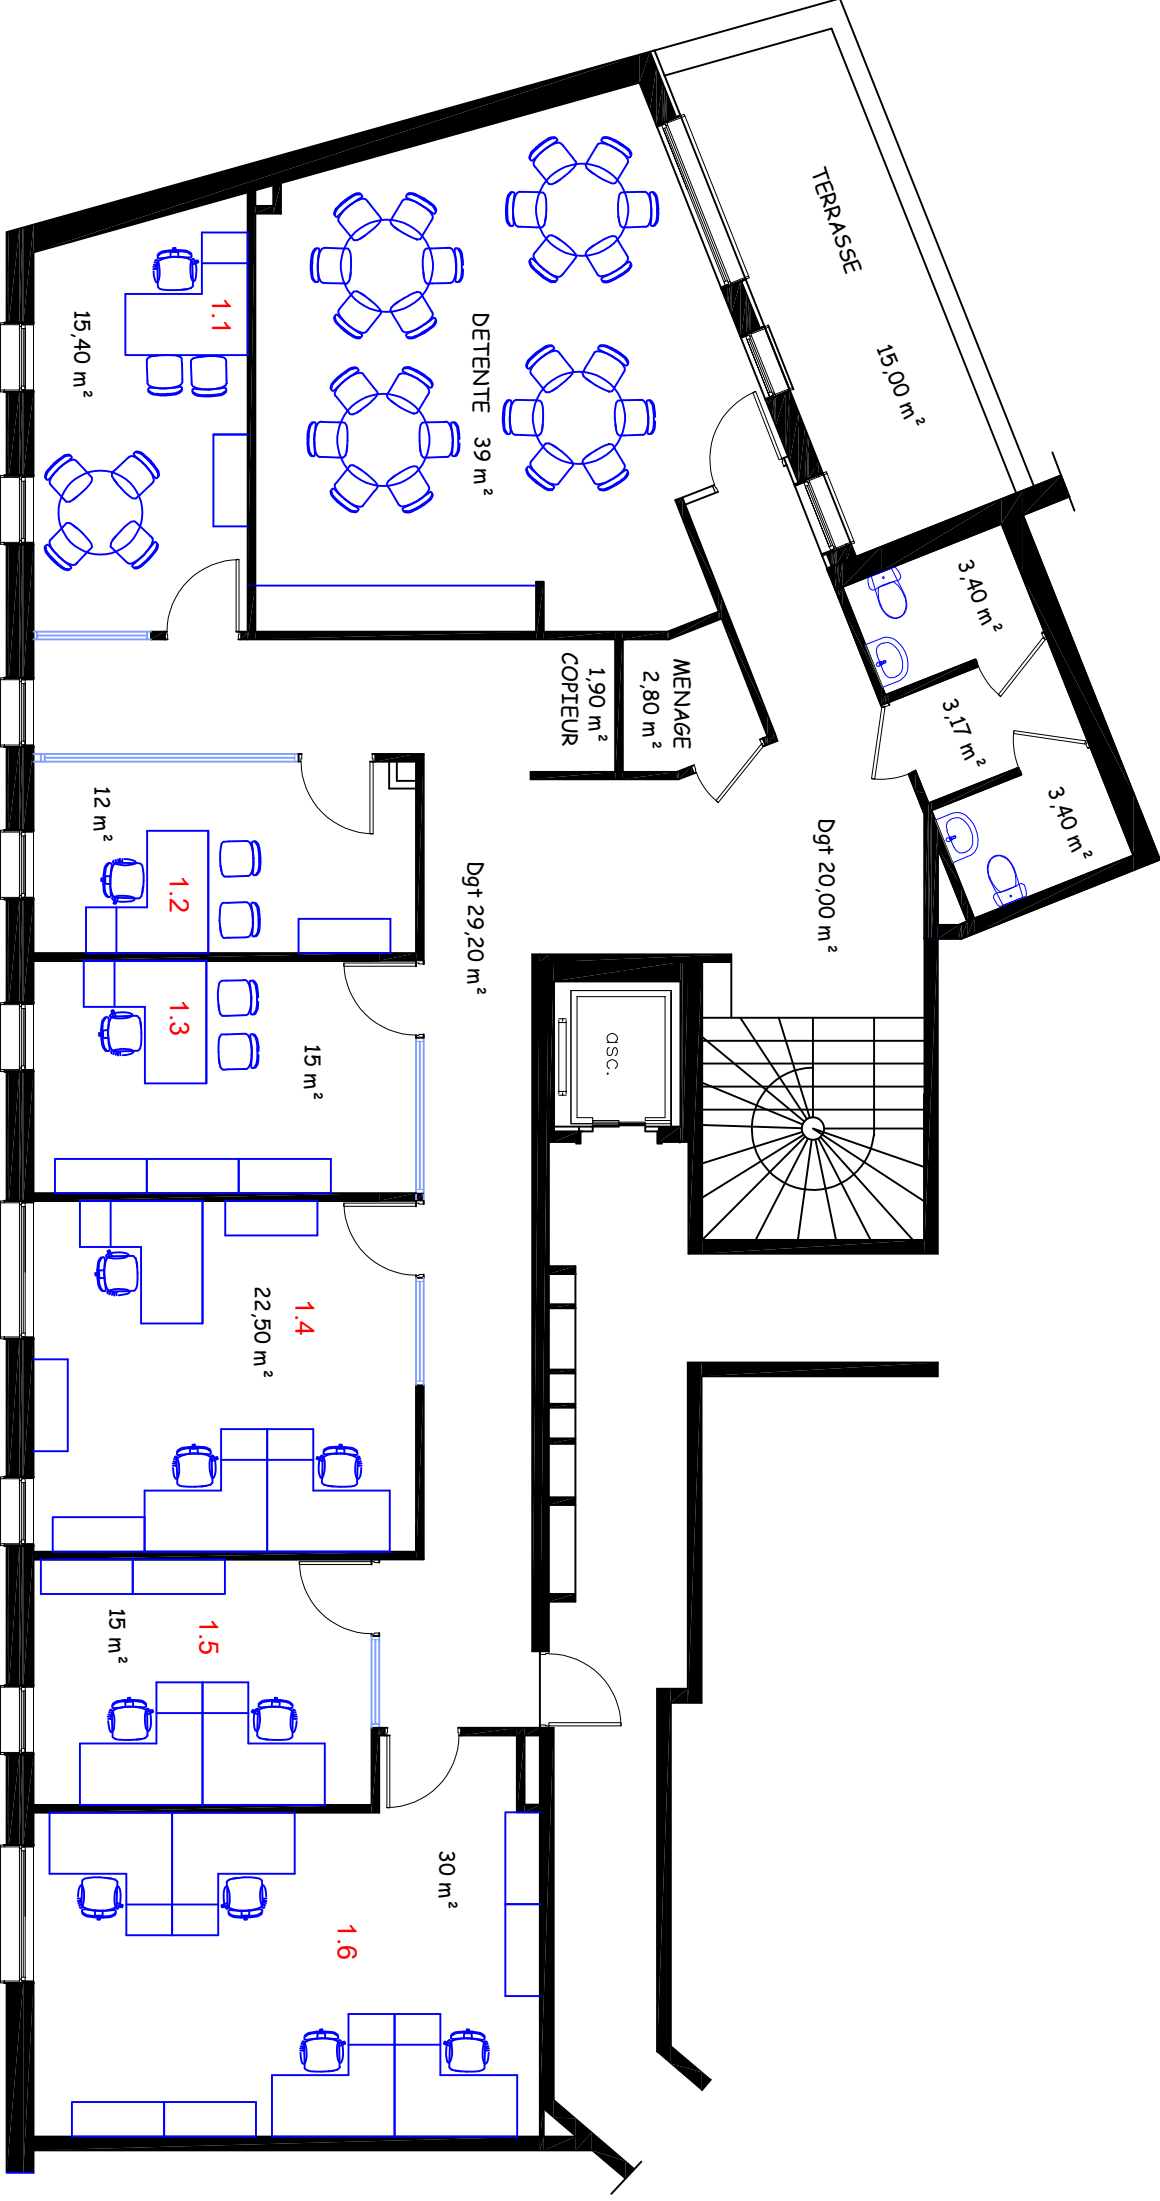 TERRASSE
15,00 m²
1.1
15,40 m²
DETENTE 39 m²
3,40 m²
3,17 m²
3,40 m²
MENAGE
2,80 m²
1,90 m²
COPIEUR
12 m²
1.2
Dgt 29,20 m²
Dgt 20,00 m²
1.3
15 m²
asc.
1.4
22,50 m²
1.5
15 m²
30 m²
1.6